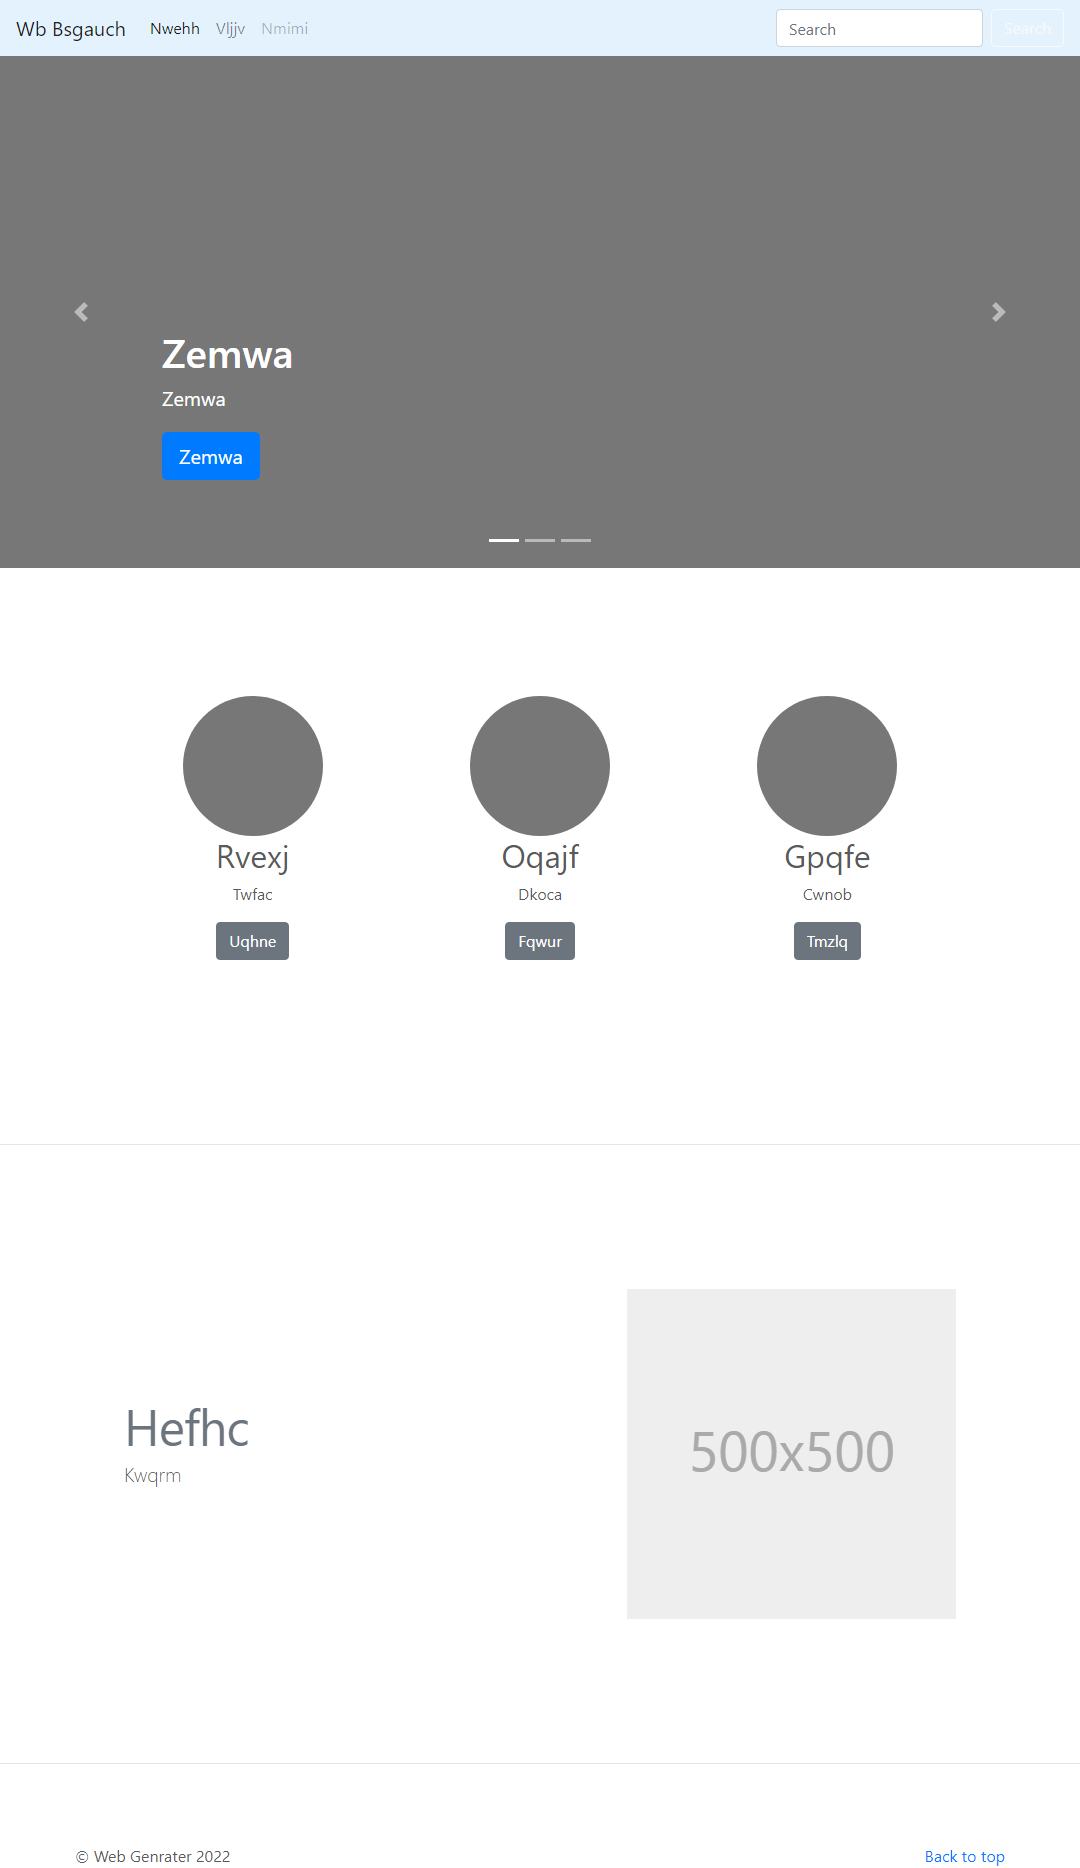 Wb Bsgauch Nwehh Vljjv Nmimi Search Search
Zemwa
Zemwa
Zemwa
Rvexj Oqajf Gpqfe
Twfac Dkoca Cwnob
Uqhne Fqwur Tmzlq
Hefhc
Kwqrm
500x500
© Web Genrater 2022 Back to top